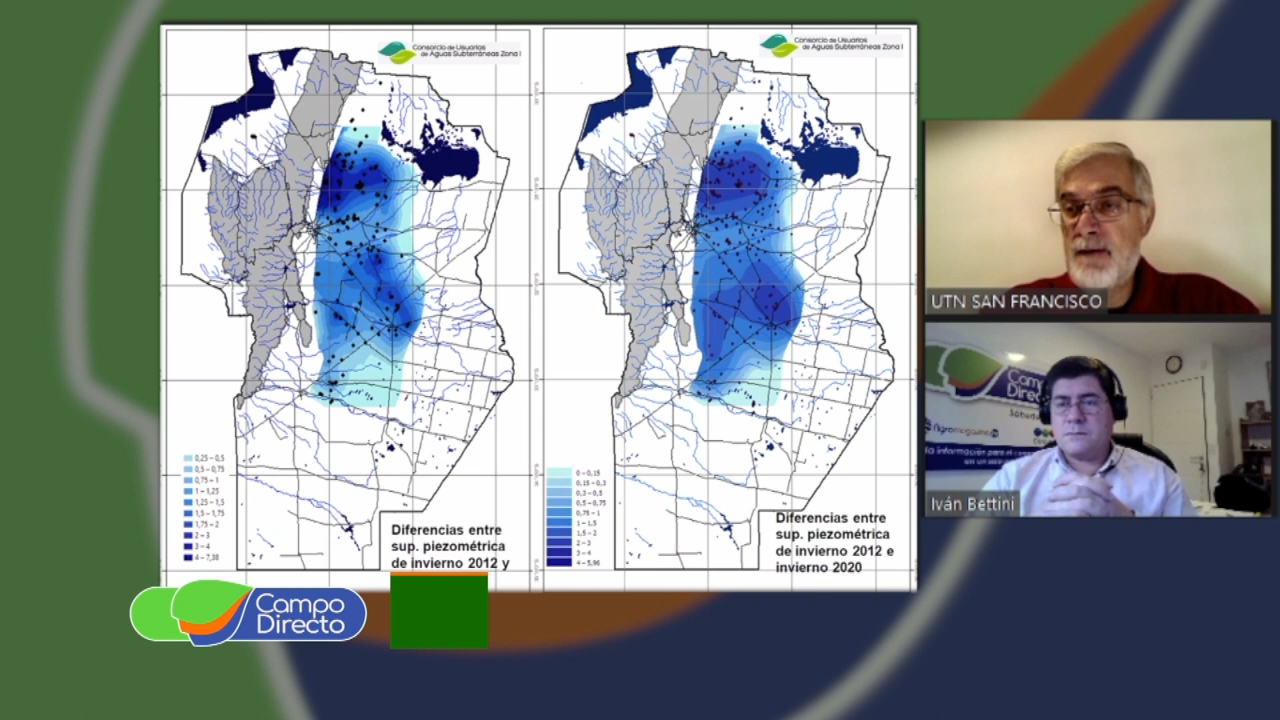 Consorcio de Usuarios
de Aguas Subterráneas Zona I
0,25 – 0,5
0,5 – 0,75
0,75 – 1
1 – 1,25
1,25 – 1,5
1,5 – 1,75
1,75 – 2
2 – 3
3 – 4
4 – 7,38
Diferencias entre
sup. piezométrica
de invierno 2012 y
Consorcio de Usuarios
de Aguas Subterráneas Zona I
0 – 0,15
0,15 – 0,3
0,3 – 0,5
0,5 – 0,75
0,75 – 1
1 – 1,5
1,5 – 2
2 – 3
3 – 4
4 – 5,96
Diferencias entre
sup. piezométrica
de invierno 2012 e
invierno 2020
UTN SAN FRANCISCO
Iván Bettini
Campo
Directo